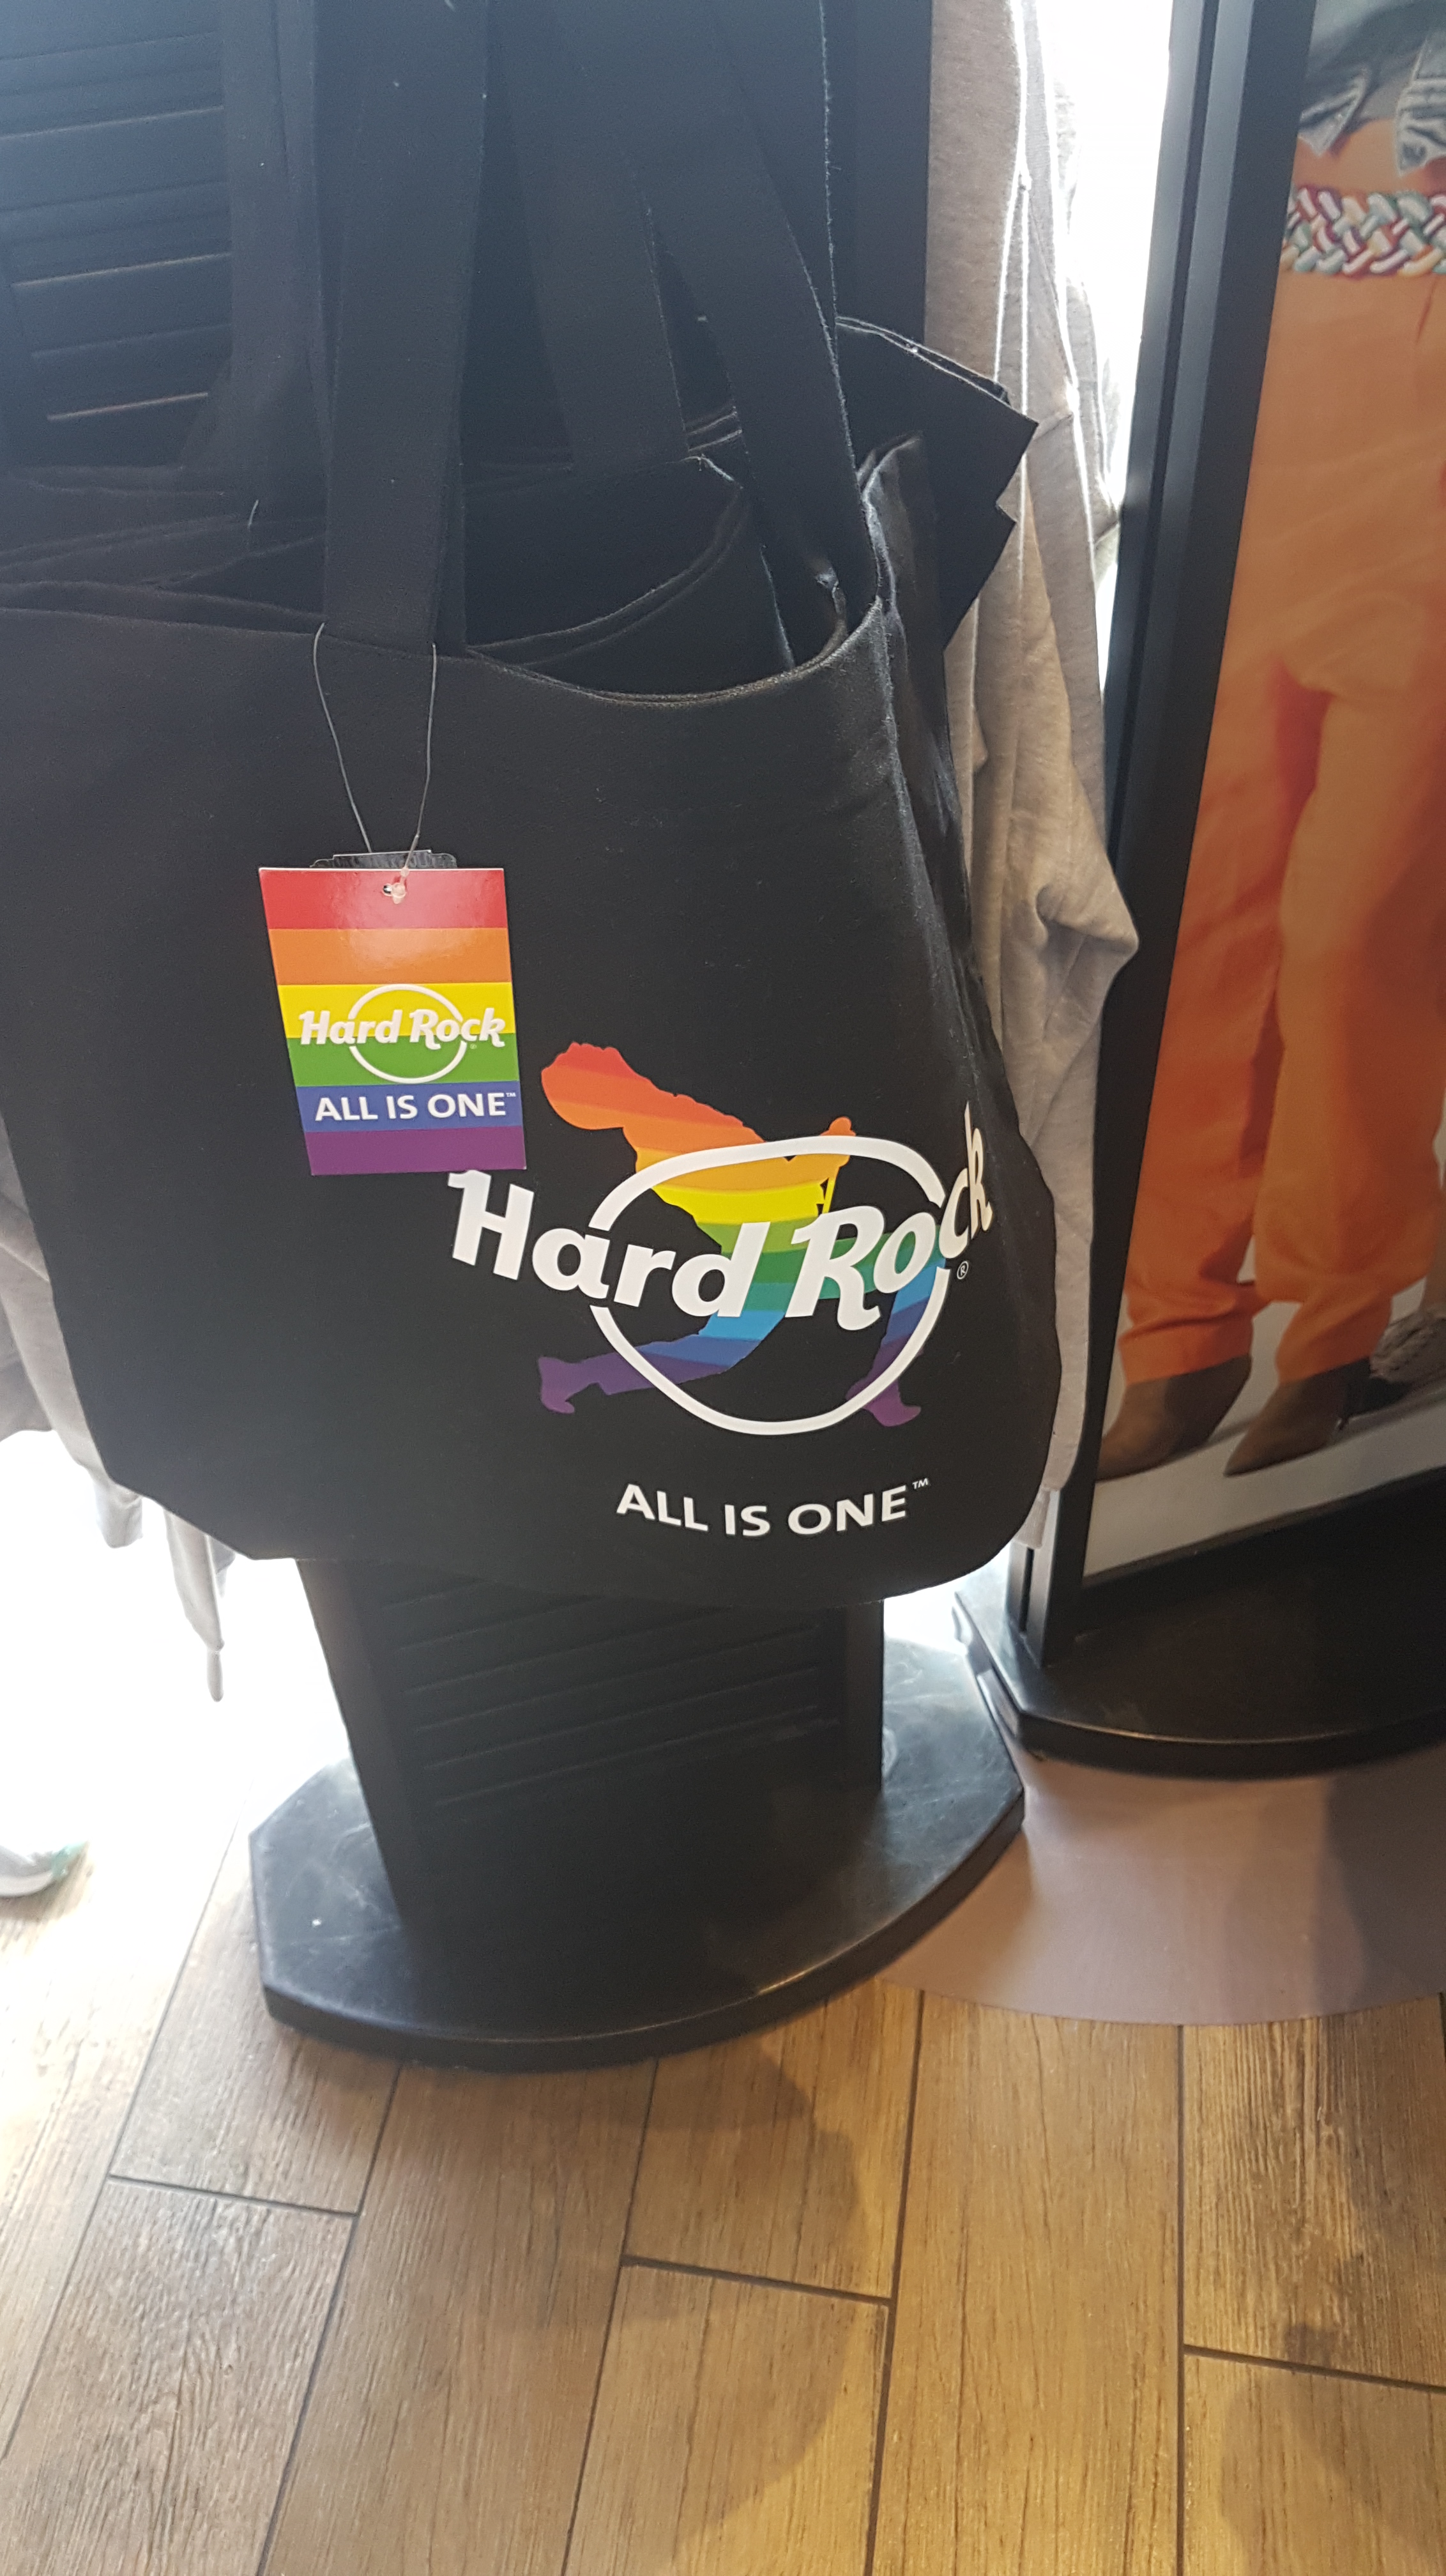 Hard Rock
ALL IS ONE™
Hard Rock®
ALL IS ONE™